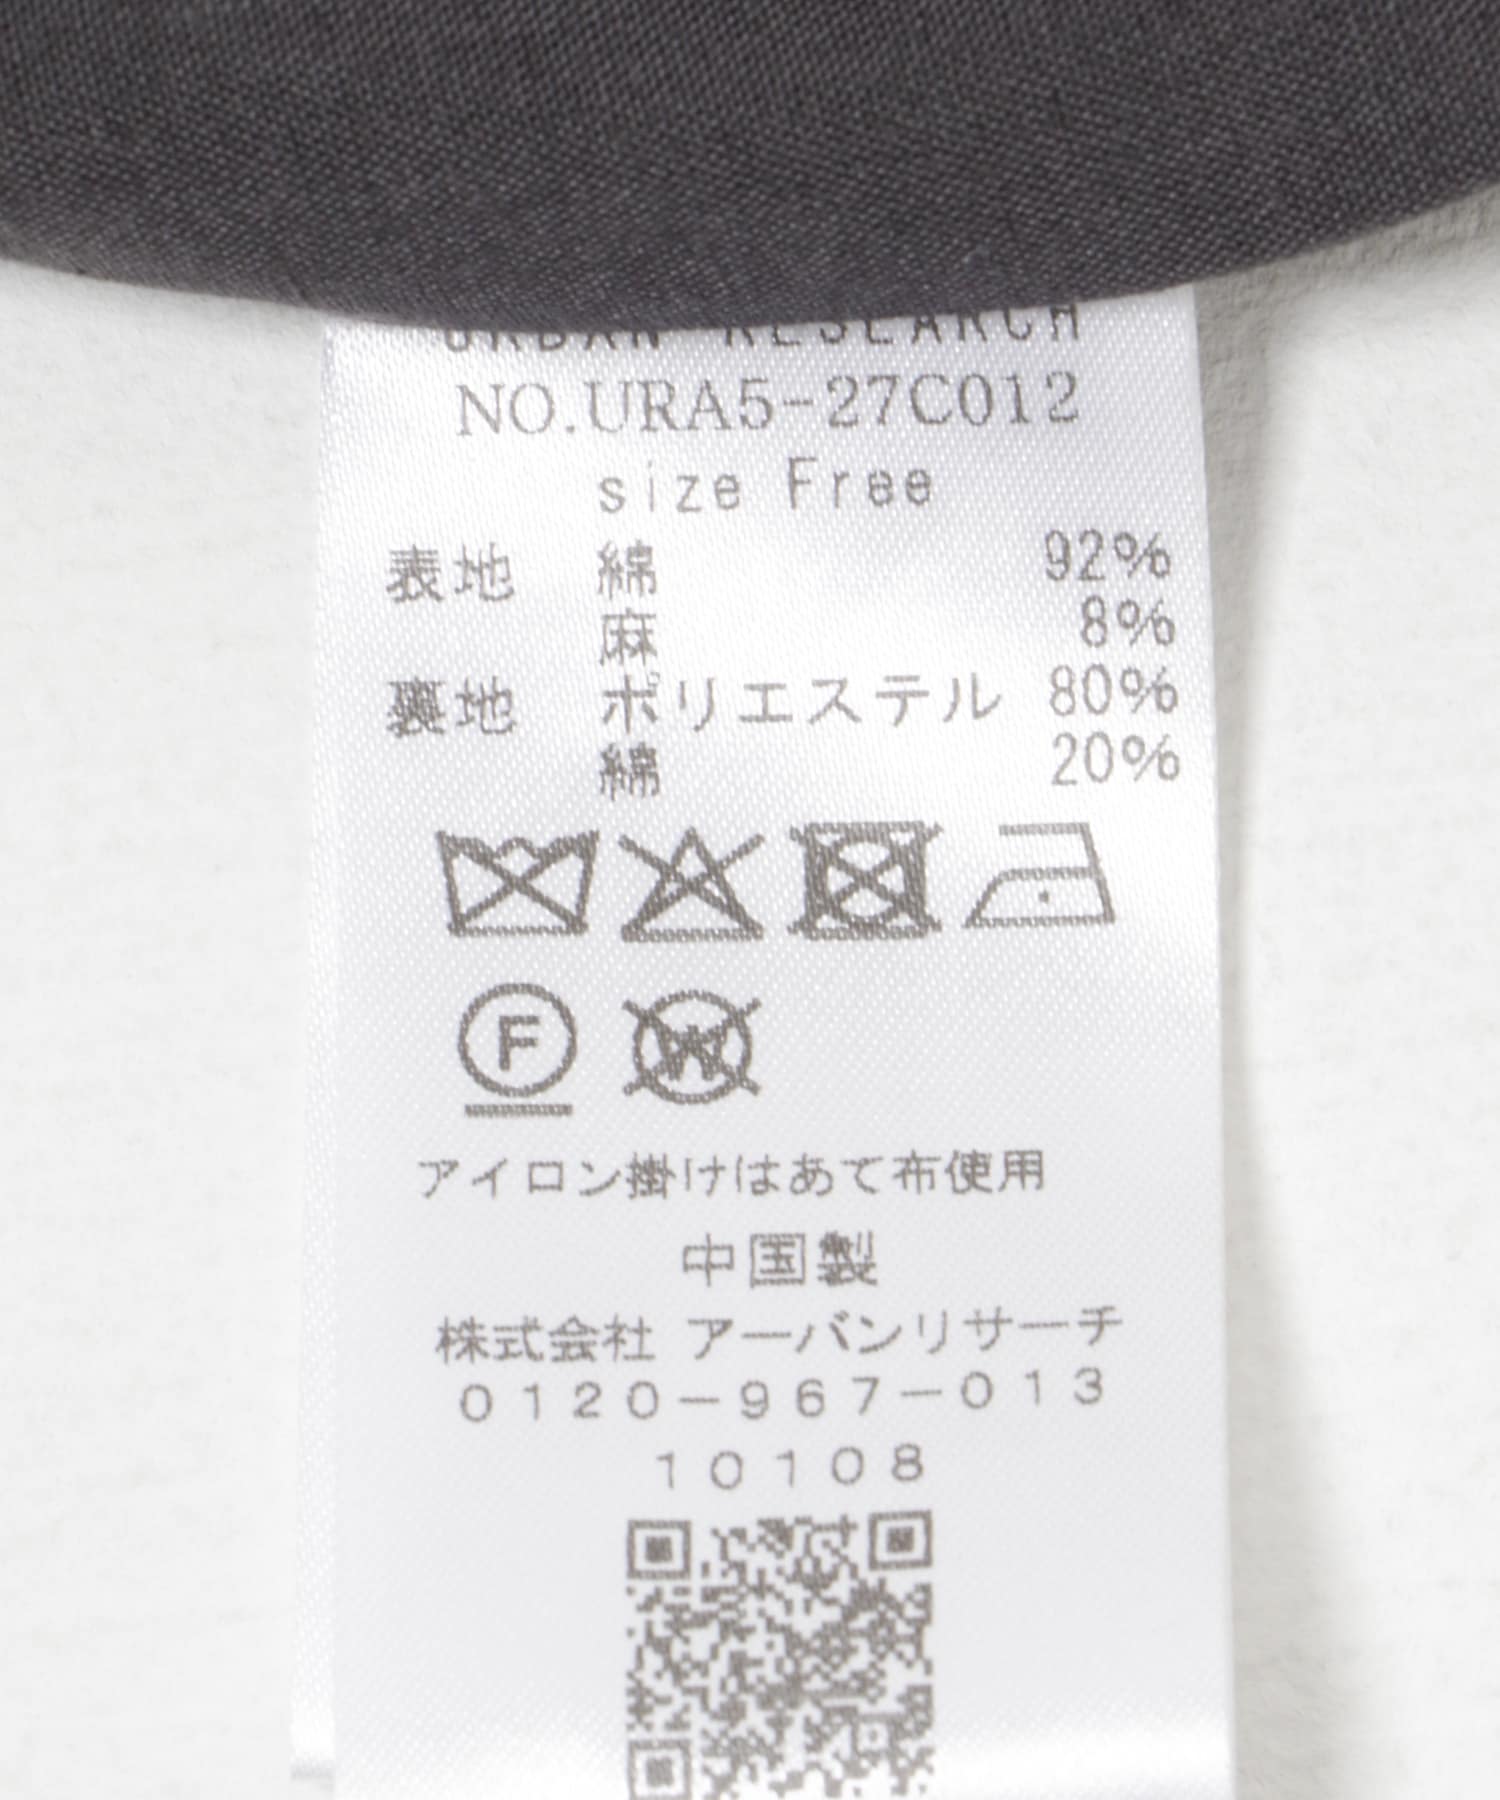 URBAN RESEARCH
NO.URA5-27C012
size Free
表地 綿 92%
麻 8%
裏地 ポリエステル 80%
綿 20%
F W
アイロン掛けはあて布使用
中国製
株式会社 アーバンリサーチ
0120-967-013
10108